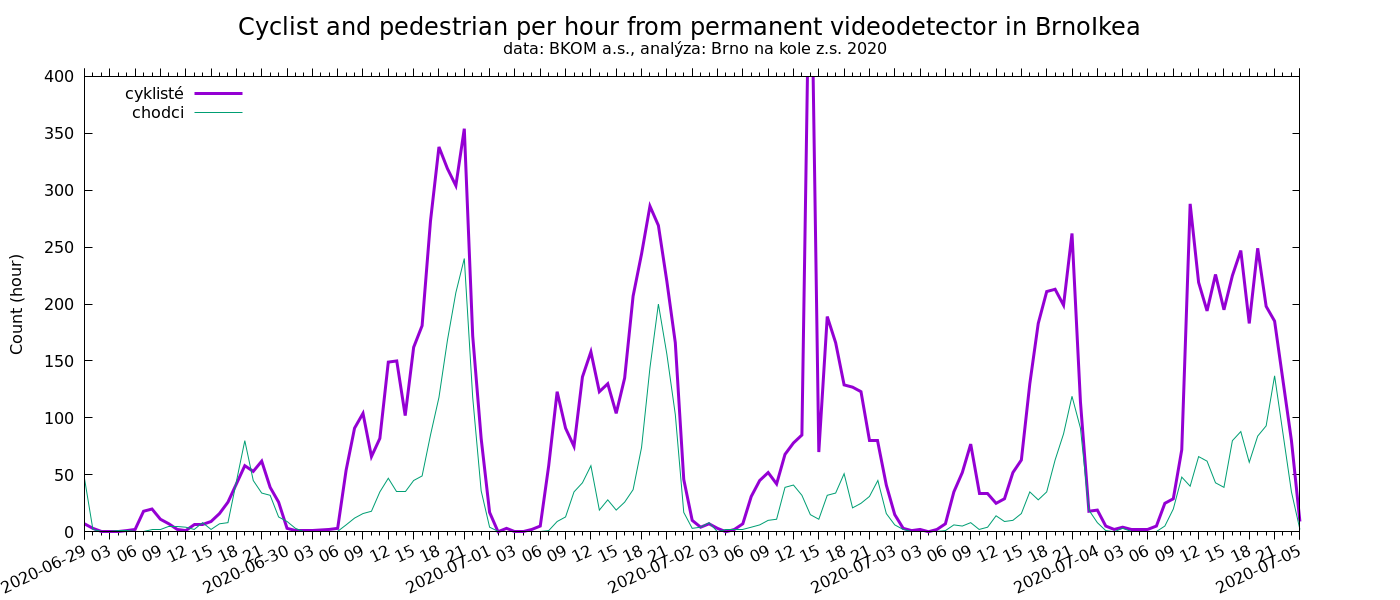 Cyclist and pedestrian per hour from permanent videodetector in BrnoIkea
data: BKOM a.s., analýza: Brno na kole z.s. 2020
cyklisté
chodci
Count (hour)
400
350
300
250
200
150
100
50
0
2020-06-29 03 06 09 12 15 18 21 2020-06-30 03 06 09 12 15 18 21 2020-07-01 03 06 09 12 15 18 21 2020-07-02 03 06 09 12 15 18 21 2020-07-03 03 06 09 12 15 18 21 2020-07-04 03 06 09 12 15 18 21 2020-07-05